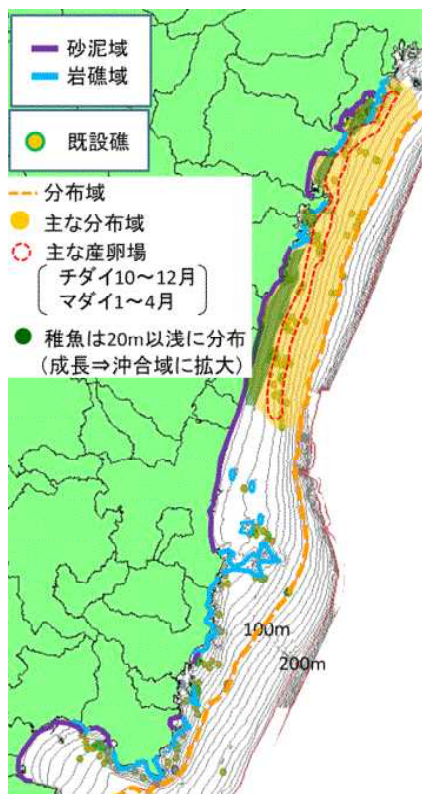 砂泥域
岩礁域
既設礁
分布域
主な分布域
主な産卵場
チダイ10～12月
マダイ1～4月
稚魚は20m以浅に分布
(成長⇒沖合域に拡大)
100m
200m